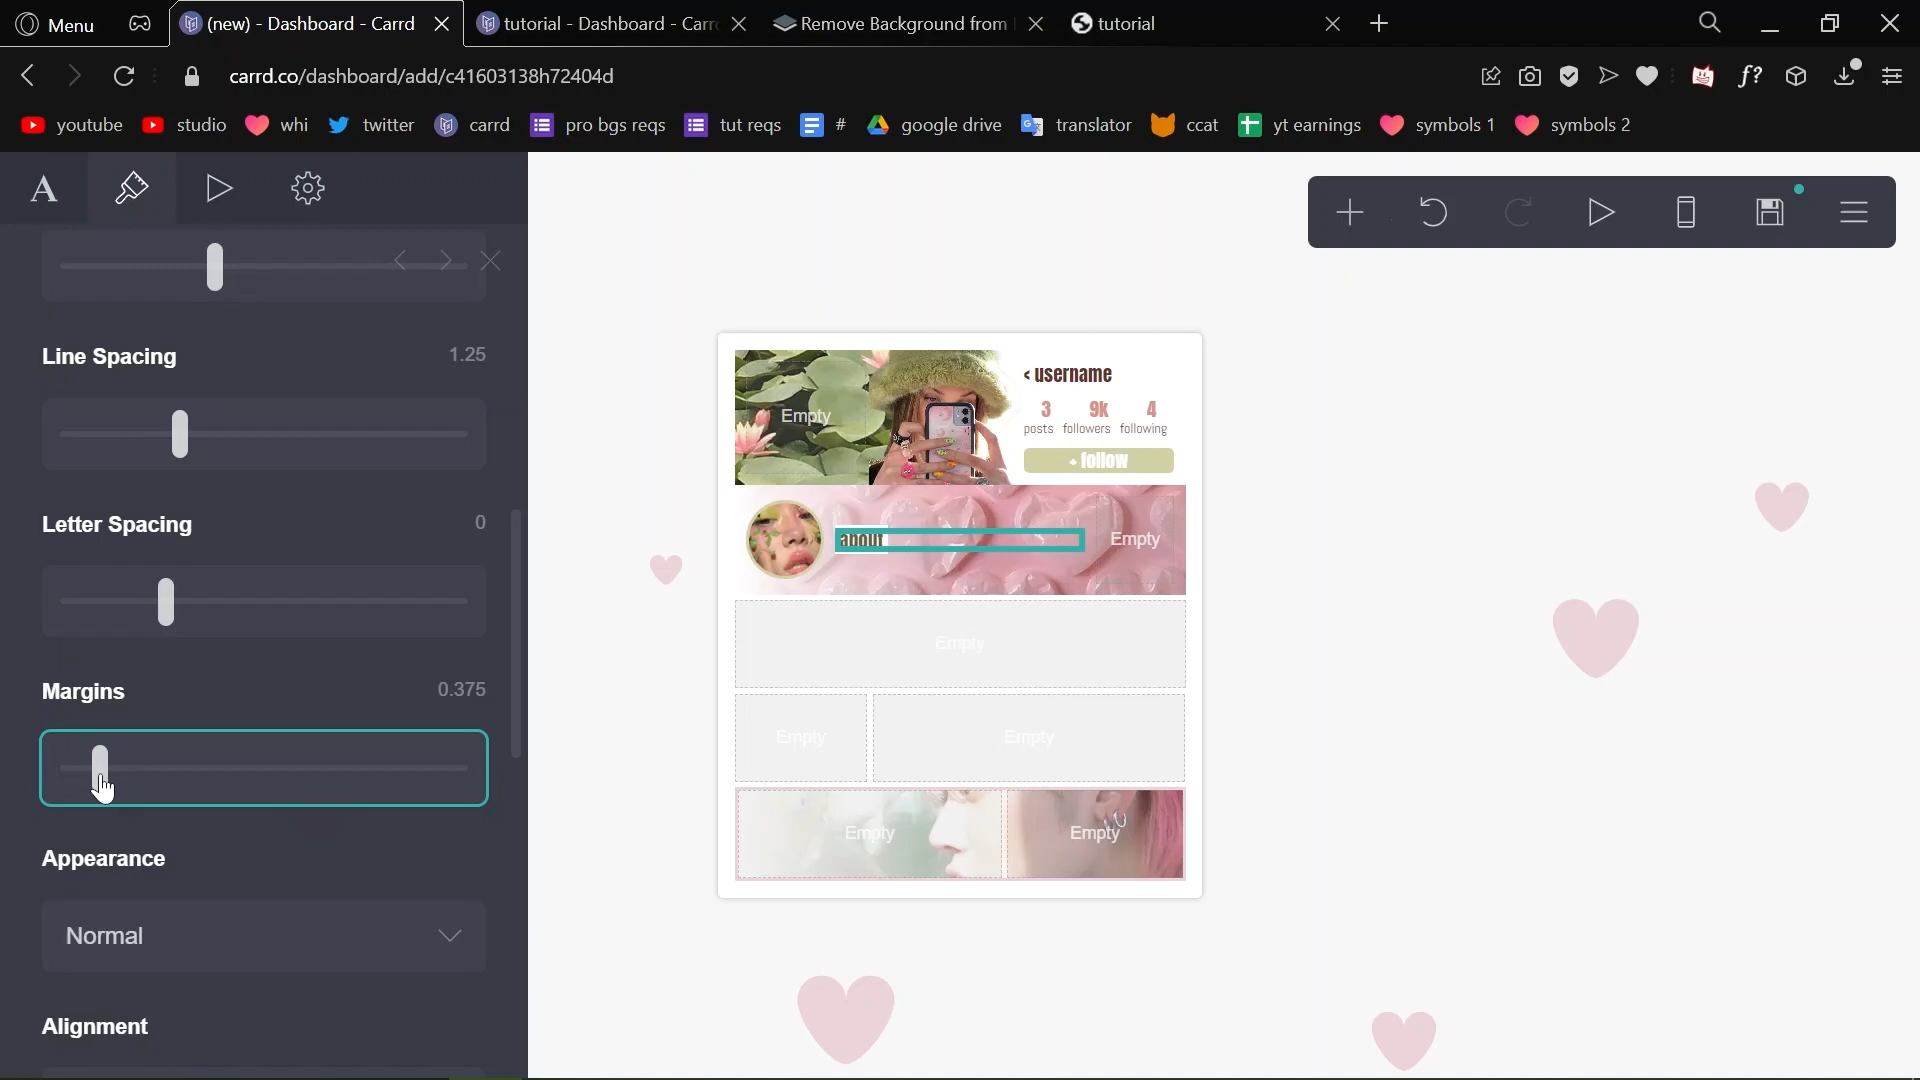 Menu
(new) - Dashboard - Carrd
tutorial - Dashboard - Carr
Remove Background from
tutorial
carrd.co/dashboard/add/c41603138h72404d
youtube
studio
whi
twitter
carrd
pro bgs reqs
tut reqs
#
google drive
translator
ccat
yt earnings
symbols 1
symbols 2
Line Spacing
1.25
Letter Spacing
0
Margins
0.375
Appearance
Normal
Alignment
Empty
< username
3 9k 4
posts followers following
+ follow
about
Empty
Empty
Empty
Empty
Empty
Empty